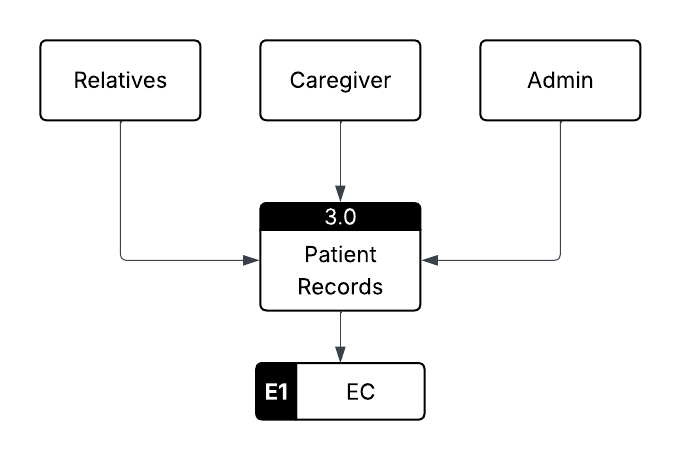 Relatives
Caregiver
Admin
3.0
Patient
Records
E1 EC